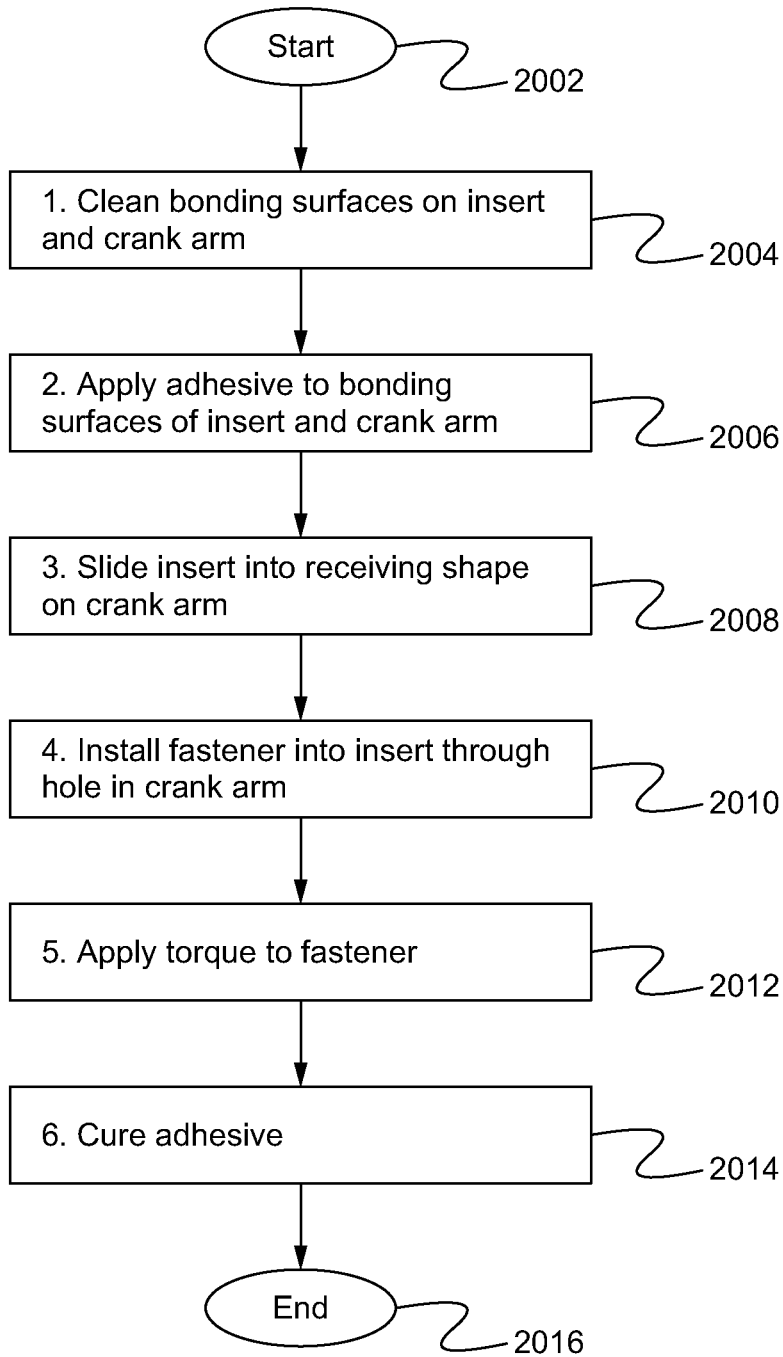 Start
2002
1. Clean bonding surfaces on insert
and crank arm
2004
2. Apply adhesive to bonding
surfaces of insert and crank arm
2006
3. Slide insert into receiving shape
on crank arm
2008
4. Install fastener into insert through
hole in crank arm
2010
5. Apply torque to fastener
2012
6. Cure adhesive
2014
End
2016